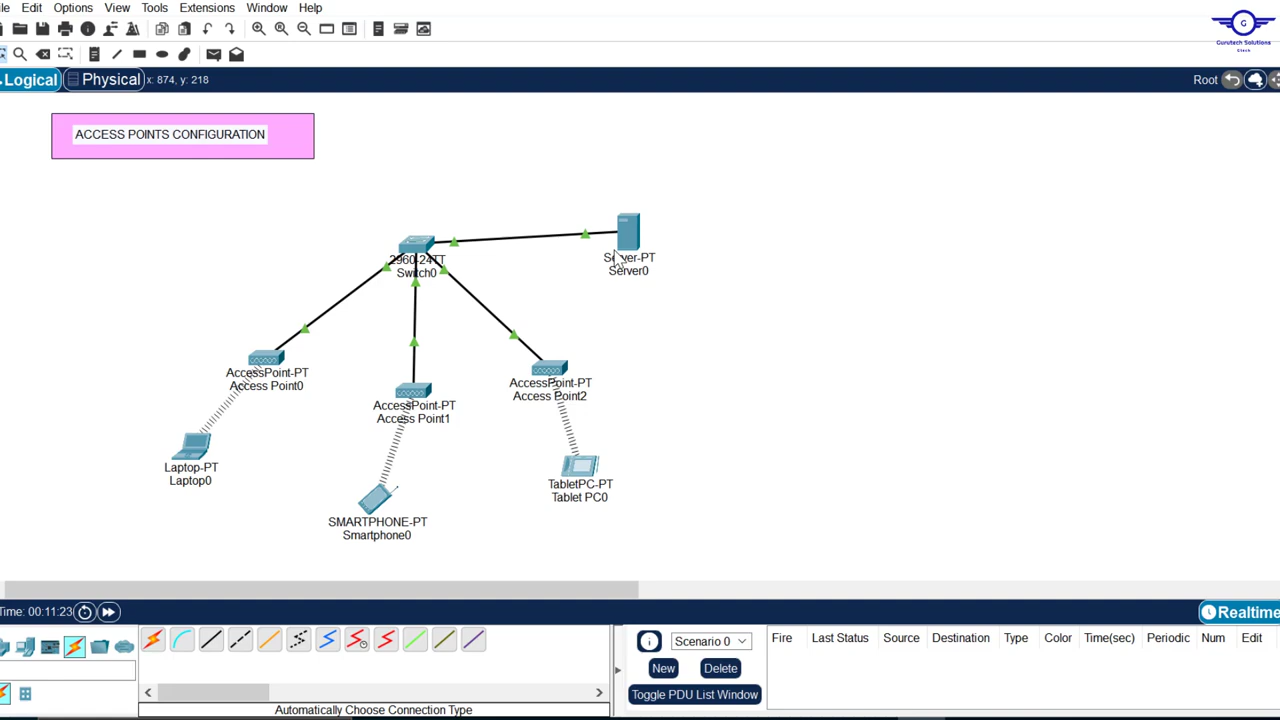 le Edit Options View Tools Extensions Window Help
G
Gurutech Solutions
Etech
Logical Physical x: 874, y: 218 Root
ACCESS POINTS CONFIGURATION
Server-PT
Server0
2960-24TT
Switch0
AccessPoint-PT
Access Point0
AccessPoint-PT
Access Point1
AccessPoint-PT
Access Point2
Laptop-PT
Laptop0
SMARTPHONE-PT
Smartphone0
TabletPC-PT
Tablet PC0
Time: 00:11:23 Realtime
Scenario 0
New Delete
Toggle PDU List Window
Fire Last Status Source Destination Type Color Time(sec) Periodic Num Edit
Automatically Choose Connection Type